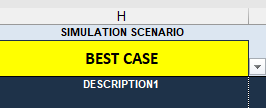 H
SIMULATION SCENARIO
BEST CASE
DESCRIPTION1